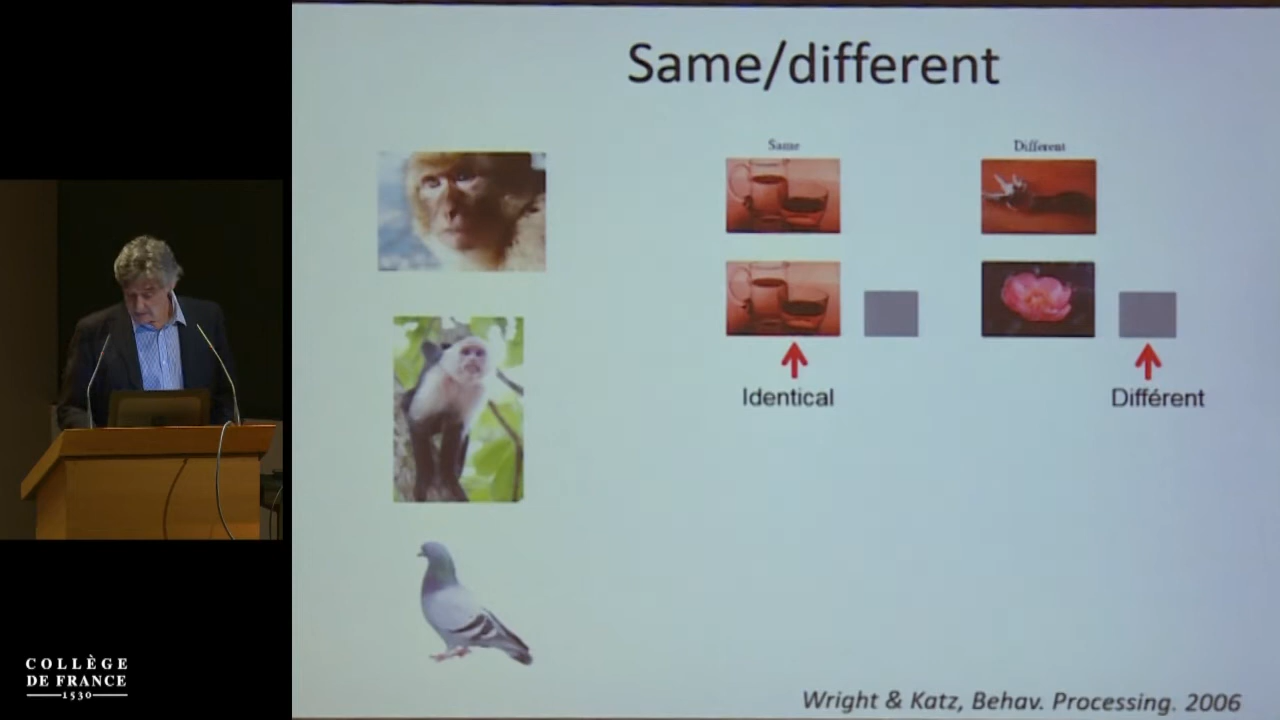 Same/different
Same
Different
Identical
Différent
Wright & Katz, Behav. Processing. 2006
COLLÈGE
DE FRANCE
1530